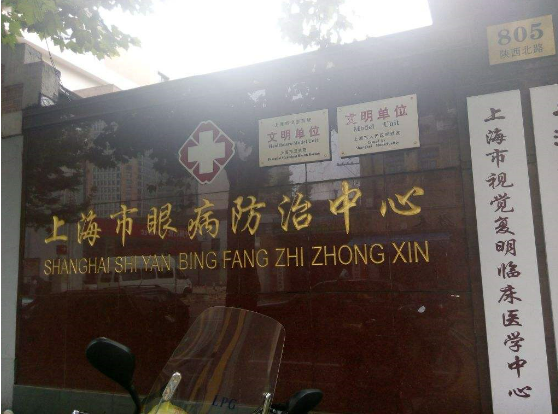 805
陕西北路
文明单位
文明单位
Model Unit
上海市眼病防治中心
SHANGHAI SHI YAN BING FANG ZHI ZHONG XIN
上海市视觉复明临床医学中心
LPG